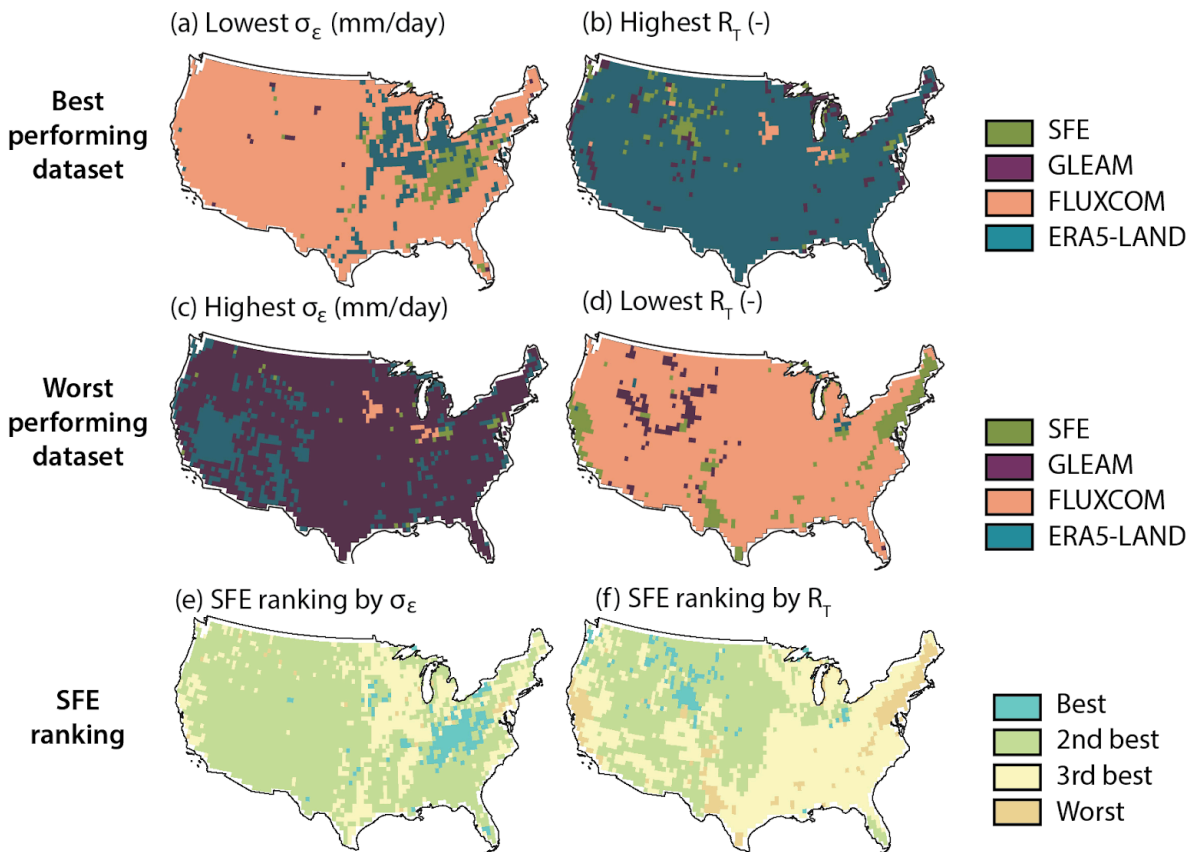 (a) Lowest σε (mm/day)
(b) Highest RT (-)
Best
performing
dataset
SFE
GLEAM
FLUXCOM
ERA5-LAND
(c) Highest σε (mm/day)
(d) Lowest RT (-)
Worst
performing
dataset
SFE
GLEAM
FLUXCOM
ERA5-LAND
(e) SFE ranking by σε
(f) SFE ranking by RT
SFE
ranking
Best
2nd best
3rd best
Worst